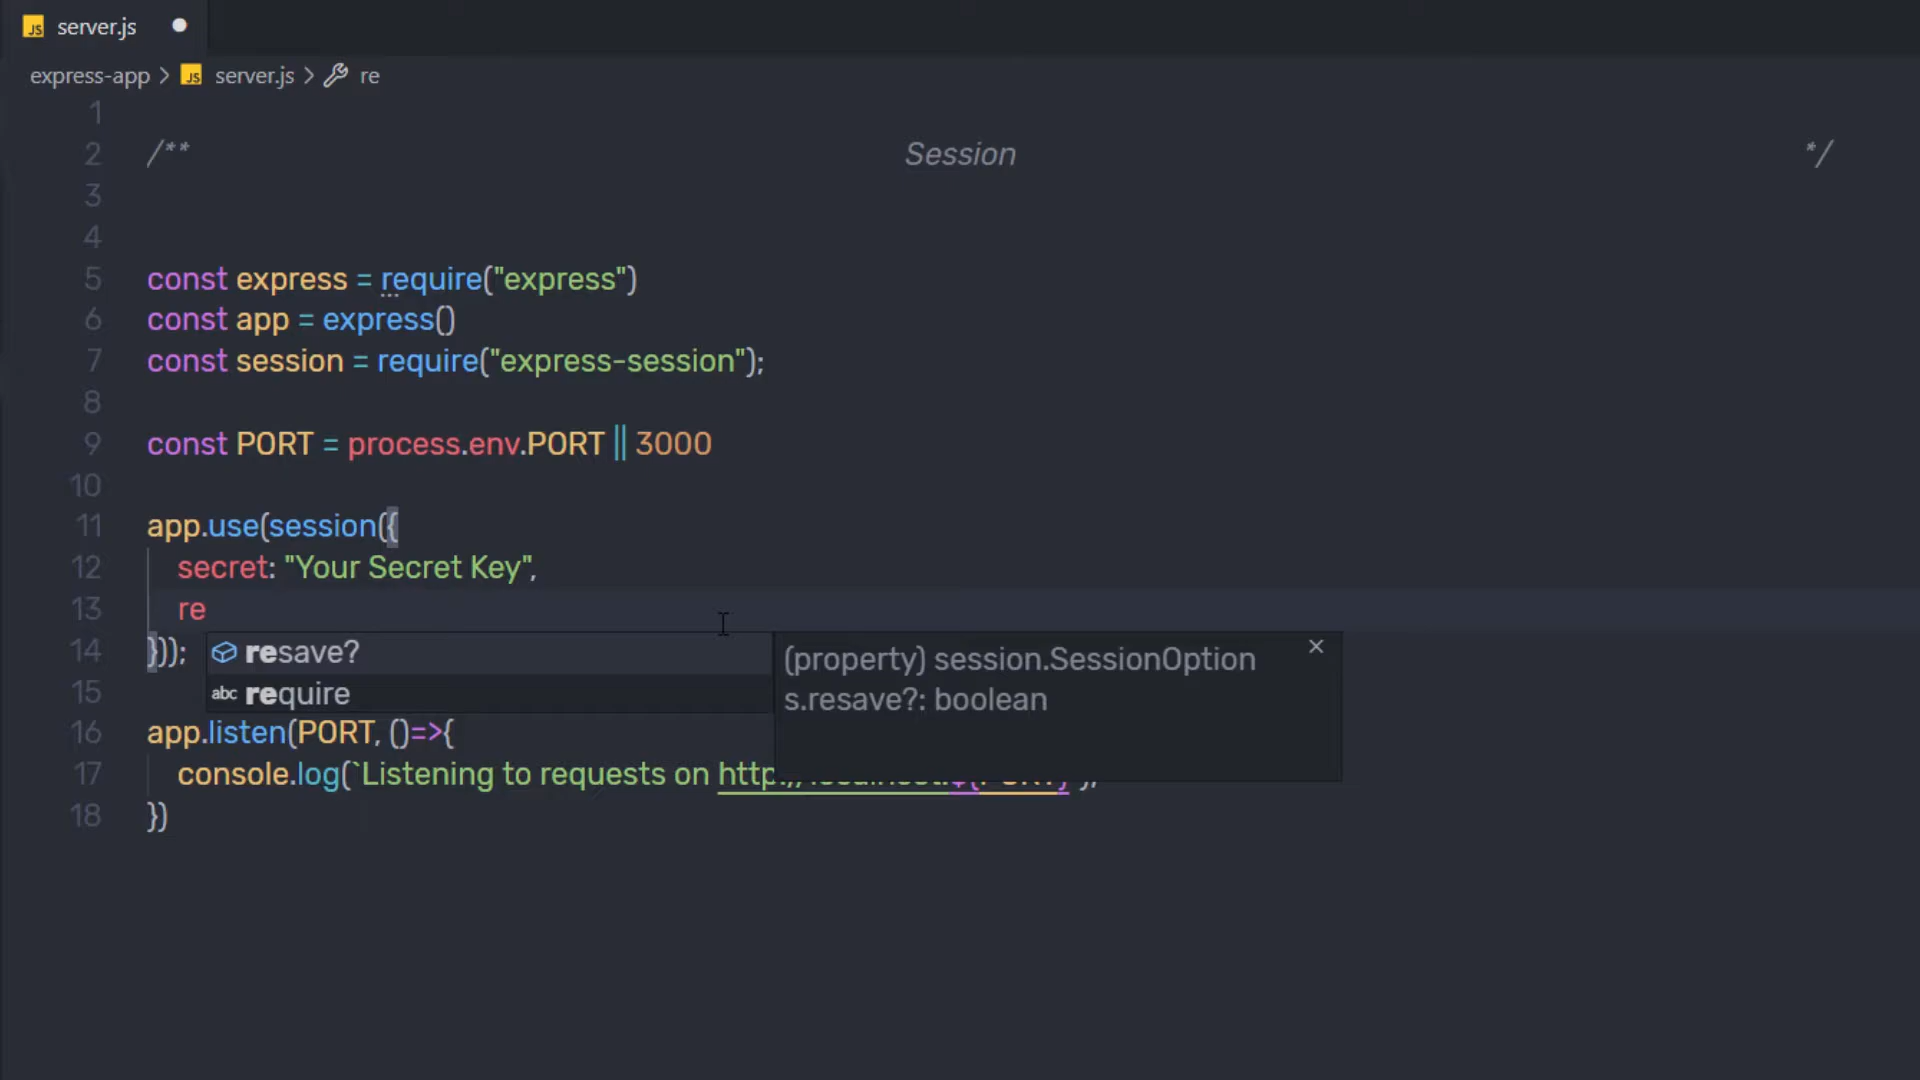 server.js
express-app > server.js > re
1
2 /** Session */
3
4
5 const express = require("express")
6 const app = express()
7 const session = require("express-session");
8
9 const PORT = process.env.PORT || 3000
10
11 app.use(session({
12 secret: "Your Secret Key",
13 re
14 }));
resave?
require
(property) session.SessionOption
s.resave?: boolean
15
16 app.listen(PORT, ()=>{
17 console.log(`Listening to requests on http
18 })